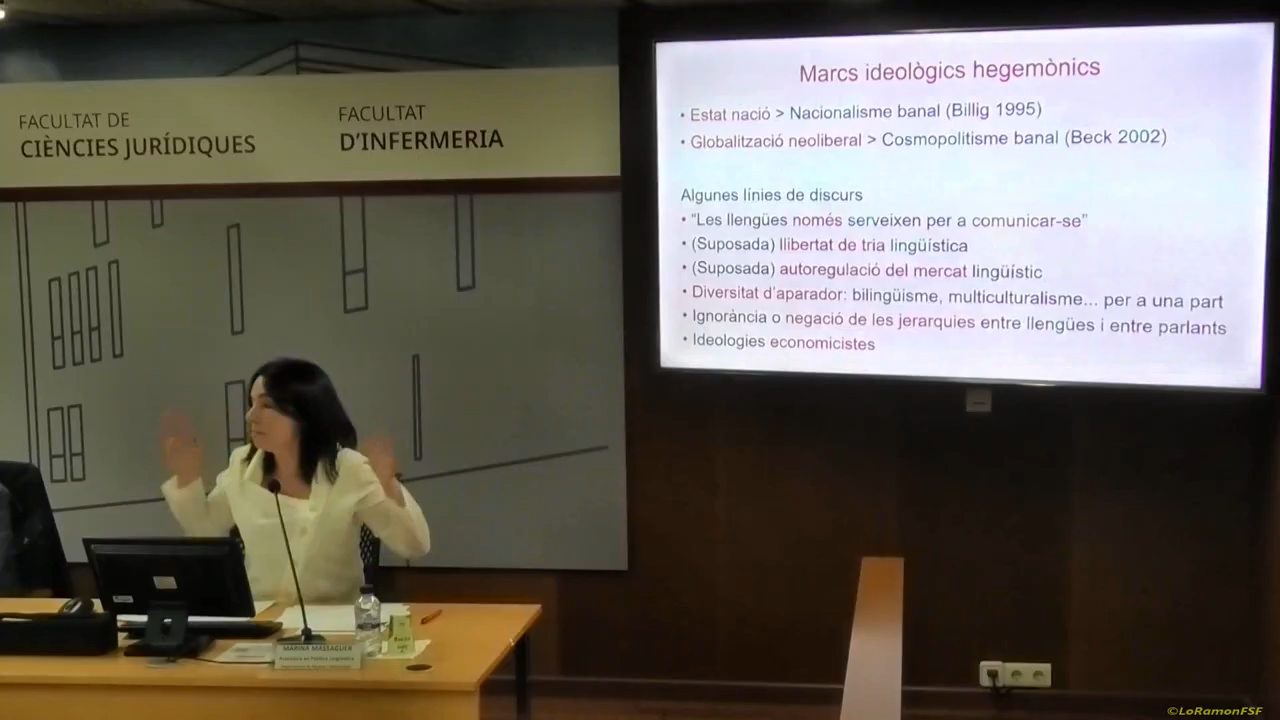 FACULTAT DE
CIÈNCIES JURÍDIQUES
FACULTAT
D'INFERMERIA
Marcs ideològics hegemònics
• Estat nació > Nacionalisme banal (Billig 1995)
• Globalització neoliberal > Cosmopolitisme banal (Beck 2002)
Algunes línies de discurs
• “Les llengües només serveixen per a comunicar-se”
• (Suposada) llibertat de tria lingüística
• (Suposada) autoregulació del mercat lingüístic
• Diversitat d’aparador: bilingüisme, multiculturalisme... per a una part
• Ignorància o negació de les jerarquies entre llengües i entre parlants
• Ideologies economicistes
MARINA MASSAGUER
©LoRamonFSF